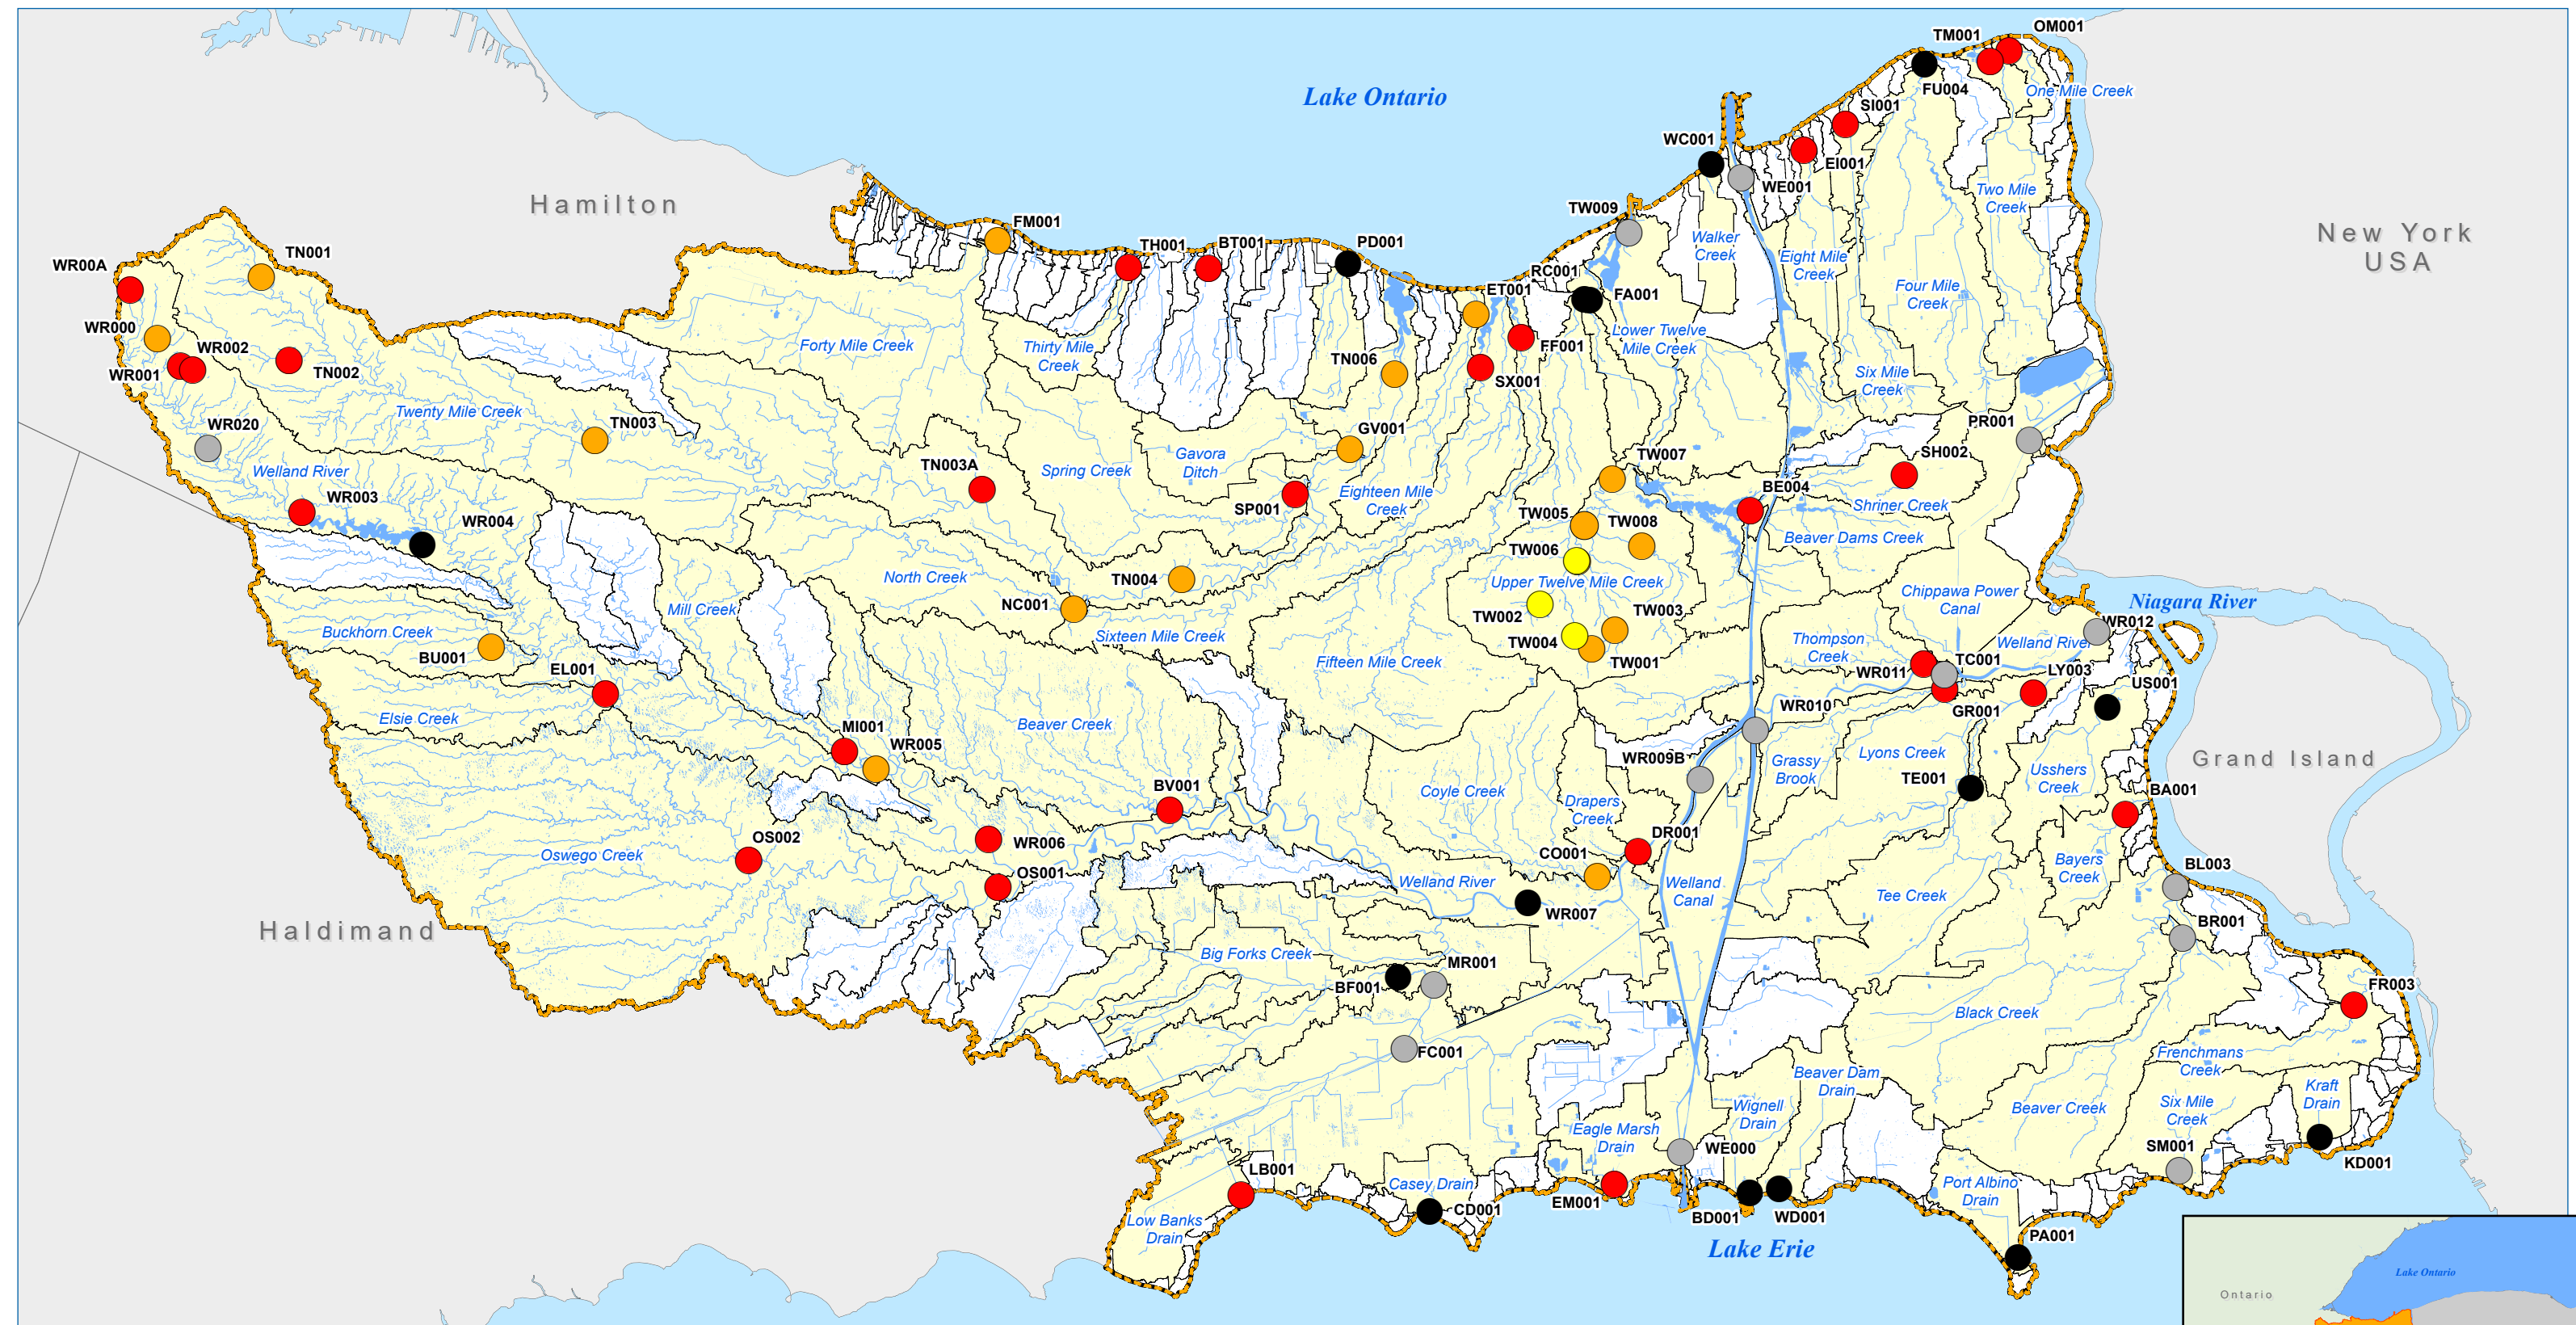 OM001
TM001
FU004
One Mile Creek
Lake Ontario
SI001
WC001
EI001
WE001
Two Mile
Creek
Hamilton
TW009
FM001
New York
USA
Walker
Creek
TH001
BT001
PD001
TN001
Eight Mile
Creek
WR00A
RC001
ET001
FA001
Four Mile
Creek
WR000
Lower Twelve
Mile Creek
Forty Mile Creek
Thirty Mile
Creek
WR002
FF001
TN006
WR001
TN002
SX001
Six Mile
Creek
Twenty Mile Creek
TN003
WR020
GV001
PR001
TN003A
Welland River
Spring Creek
Gavora
Ditch
TW007
SH002
BE004
WR003
Eighteen Mile
Creek
SP001
Shriner Creek
WR004
TW005
TW008
Beaver Dams Creek
TW006
North Creek
TN004
Upper Twelve Mile Creek
Chippawa Power
Canal
NC001
Mill Creek
TW002
TW003
Niagara River
WR012
Buckhorn Creek
Sixteen Mile Creek
TW004
Thompson
Creek
Welland River
BU001
Fifteen Mile Creek
TW001
TC001
EL001
WR011
LY003
US001
Elsie Creek
WR010
GR001
Beaver Creek
MI001
WR005
WR009B
Grassy
Brook
Lyons Creek
Grand Island
TE001
Usshers
Creek
BV001
Coyle Creek
Drapers
Creek
BA001
OS002
WR006
DR001
Oswego Creek
CO001
OS001
Bayers
Creek
BL003
Welland River
Welland
Canal
Tee Creek
WR007
Haldimand
BR001
Big Forks Creek
MR001
BF001
FR003
Black Creek
FC001
Frenchmans
Creek
Beaver Dam
Drain
Kraft
Drain
Wignell
Drain
Beaver Creek
Six Mile
Creek
Eagle Marsh
Drain
WE000
SM001
KD001
LB001
Casey Drain
Port Albino
Drain
EM001
CD001
BD001
WD001
Low Banks
Drain
PA001
Lake Erie
Lake Ontario
Ontario